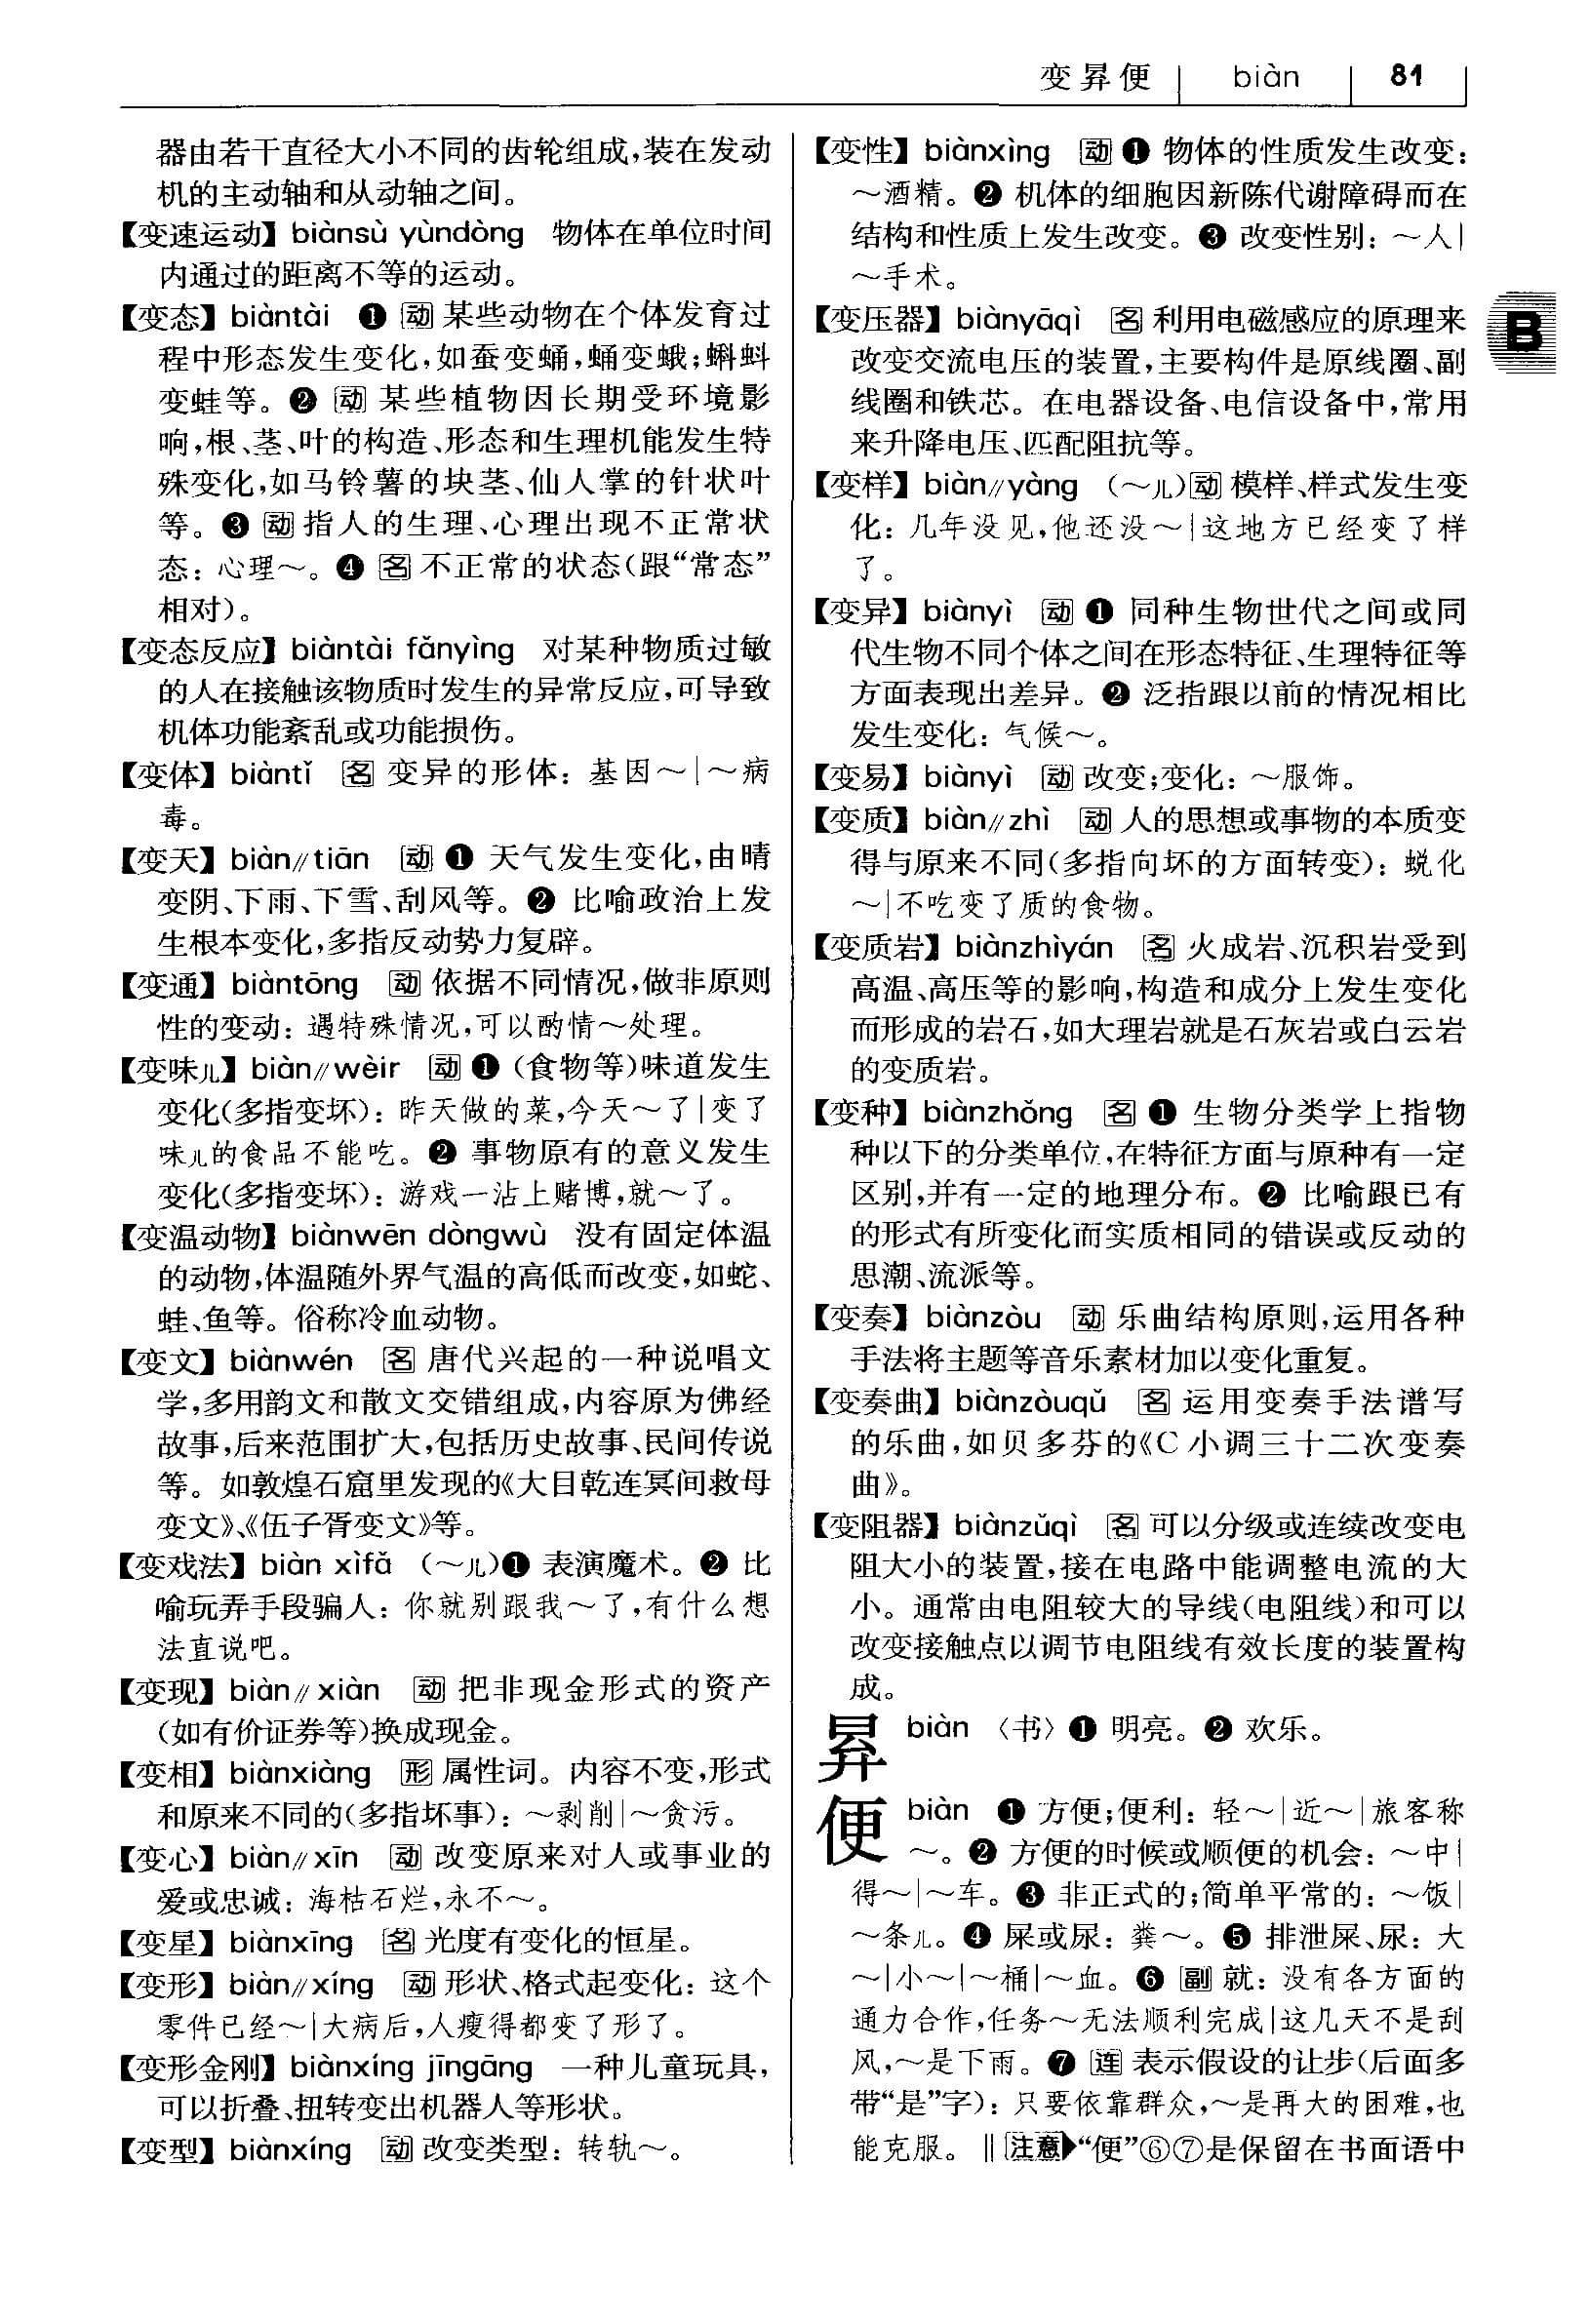 变昪便 biàn 81
器由若干直径大小不同的齿轮组成,装在发动
机的主动轴和从动轴之间。
【变速运动】biànsù yùndòng 物体在单位时间
内通过的距离不等的运动。
【变态】biàntài ❶ 动 某些动物在个体发育过
程中形态发生变化,如蚕变蛹,蛹变蛾;蝌蚪
变蛙等。❷ 动 某些植物因长期受环境影
响,根、茎、叶的构造、形态和生理机能发生特
殊变化,如马铃薯的块茎、仙人掌的针状叶
等。❸ 动 指人的生理、心理出现不正常状
态：心理～。❹ 名 不正常的状态(跟“常态”
相对)。
【变态反应】biàntài fǎnyìng 对某种物质过敏
的人在接触该物质时发生的异常反应,可导致
机体功能紊乱或功能损伤。
【变体】biàntǐ 名 变异的形体：基因～|～病
毒。
【变天】biàn//tiān 动 ❶ 天气发生变化,由晴
变阴、下雨、下雪、刮风等。❷ 比喻政治上发
生根本变化,多指反动势力复辟。
【变通】biàntōng 动 依据不同情况,做非原则
性的变动：遇特殊情况,可以酌情～处理。
【变味儿】biàn//wèir 动 ❶ (食物等)味道发生
变化(多指变坏)：昨天做的菜,今天～了|变了
味儿的食品不能吃。❷ 事物原有的意义发生
变化(多指变坏)：游戏一沾上赌博,就～了。
【变温动物】biànwēn dòngwù 没有固定体温
的动物,体温随外界气温的高低而改变,如蛇、
蛙、鱼等。俗称冷血动物。
【变文】biànwén 名 唐代兴起的一种说唱文
学,多用韵文和散文交错组成,内容原为佛经
故事,后来范围扩大,包括历史故事、民间传说
等。如敦煌石窟里发现的《大目乾连冥间救母
变文》、《伍子胥变文》等。
【变戏法】biàn xìfǎ (～儿)❶ 表演魔术。❷ 比
喻玩弄手段骗人：你就别跟我～了,有什么想
法直说吧。
【变现】biàn//xiàn 动 把非现金形式的资产
(如有价证券等)换成现金。
【变相】biànxiàng 形 属性词。内容不变,形式
和原来不同的(多指坏事)：～剥削|～贪污。
【变心】biàn//xīn 动 改变原来对人或事业的
爱或忠诚：海枯石烂,永不～。
【变星】biànxīng 名 光度有变化的恒星。
【变形】biàn//xíng 动 形状、格式起变化：这个
零件已经～|大病后,人瘦得都变了形了。
【变形金刚】biànxíng jīngāng 一种儿童玩具,
可以折叠、扭转变出机器人等形状。
【变型】biànxíng 动 改变类型：转轨～。
【变性】biànxìng 动 ❶ 物体的性质发生改变：
～酒精。❷ 机体的细胞因新陈代谢障碍而在
结构和性质上发生改变。❸ 改变性别：～人|
～手术。
【变压器】biànyāqì 名 利用电磁感应的原理来
改变交流电压的装置,主要构件是原线圈、副
线圈和铁芯。在电器设备、电信设备中,常用
来升降电压、匹配阻抗等。
【变样】biàn//yàng (～儿)动 模样、样式发生变
化：几年没见,他还没～|这地方已经变了样
了。
【变异】biànyì 动 ❶ 同种生物世代之间或同
代生物不同个体之间在形态特征、生理特征等
方面表现出差异。❷ 泛指跟以前的情况相比
发生变化：气候～。
【变易】biànyì 动 改变;变化：～服饰。
【变质】biàn//zhì 动 人的思想或事物的本质变
得与原来不同(多指向坏的方面转变)：蜕化
～|不吃变了质的食物。
【变质岩】biànzhìyán 名 火成岩、沉积岩受到
高温、高压等的影响,构造和成分上发生变化
而形成的岩石,如大理岩就是石灰岩或白云岩
的变质岩。
【变种】biànzhǒng 名 ❶ 生物分类学上指物
种以下的分类单位,在特征方面与原种有一定
区别,并有一定的地理分布。❷ 比喻跟已有
的形式有所变化而实质相同的错误或反动的
思潮、流派等。
【变奏】biànzòu 动 乐曲结构原则,运用各种
手法将主题等音乐素材加以变化重复。
【变奏曲】biànzòuqǔ 名 运用变奏手法谱写
的乐曲,如贝多芬的《C小调三十二次变奏
曲》。
【变阻器】biànzǔqì 名 可以分级或连续改变电
阻大小的装置,接在电路中能调整电流的大
小。通常由电阻较大的导线(电阻线)和可以
改变接触点以调节电阻线有效长度的装置构
成。
昪 biàn 〈书〉❶ 明亮。❷ 欢乐。
便 biàn ❶ 方便;便利：轻～|近～|旅客称
～。❷ 方便的时候或顺便的机会：～中|
得～|～车。❸ 非正式的;简单平常的：～饭|
～条儿。❹ 屎或尿：粪～。❺ 排泄屎、尿：大
～|小～|～桶|～血。❻ 副 就：没有各方面的
通力合作,任务～无法顺利完成|这几天不是刮
风,～是下雨。❼ 连 表示假设的让步(后面多
带“是”字)：只要依靠群众,～是再大的困难,也
能克服。‖注意▶“便”⑥⑦是保留在书面语中
B